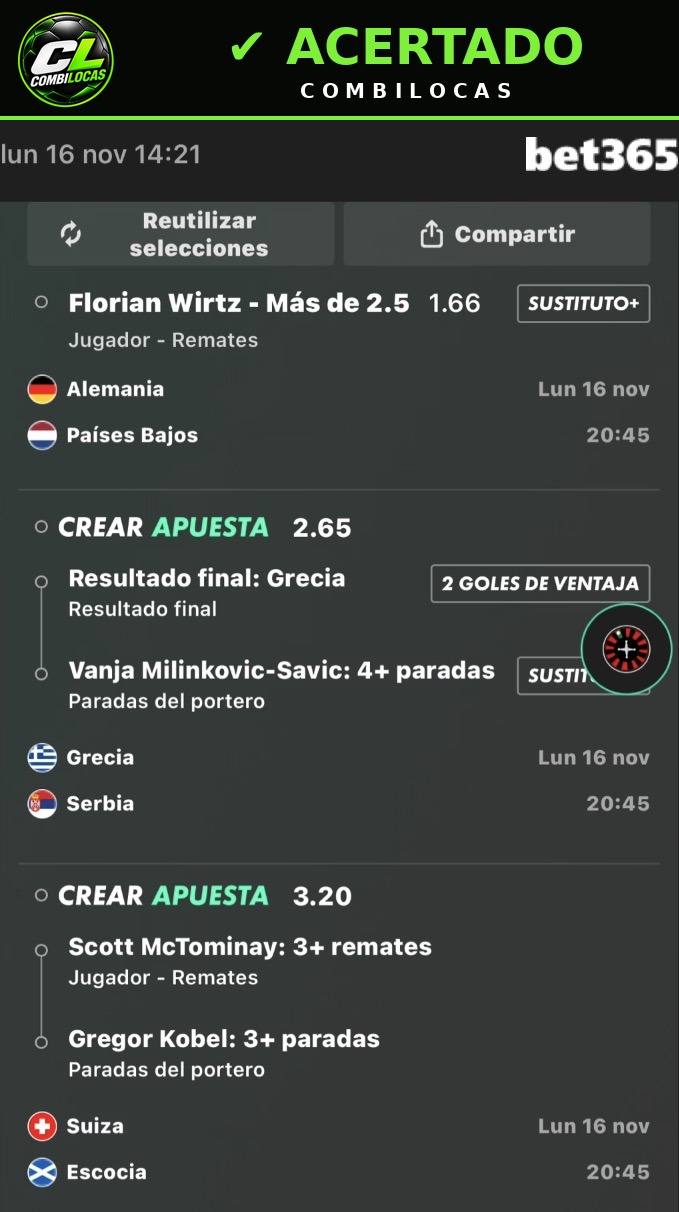 CL
COMBILOCAS
✔ ACERTADO
COMBILOCAS
lun 16 nov 14:21
bet365
Reutilizar
selecciones
Compartir
Florian Wirtz - Más de 2.5 1.66 SUSTITUTO+
Jugador - Remates
Alemania Lun 16 nov
Países Bajos 20:45
CREAR APUESTA 2.65
Resultado final: Grecia 2 GOLES DE VENTAJA
Resultado final
Vanja Milinkovic-Savic: 4+ paradas
Paradas del portero
Grecia Lun 16 nov
Serbia 20:45
CREAR APUESTA 3.20
Scott McTominay: 3+ remates
Jugador - Remates
Gregor Kobel: 3+ paradas
Paradas del portero
Suiza Lun 16 nov
Escocia 20:45